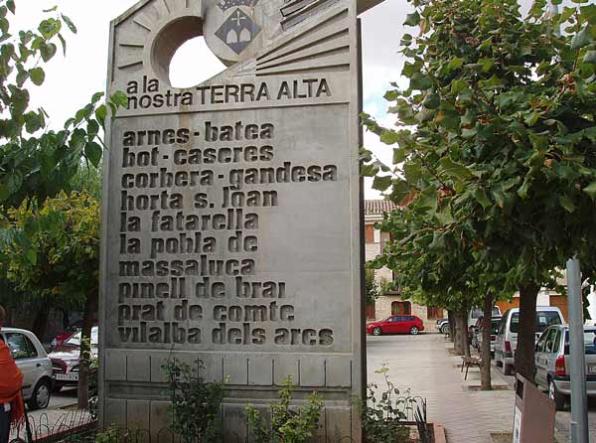 a la
nostra TERRA ALTA
arnes - batea
bot - caseres
corbera - gandesa
horta s. Joan
la fatarella
la pobla de
massaluca
pinell de brai
prat de comte
vilalba dels arcs